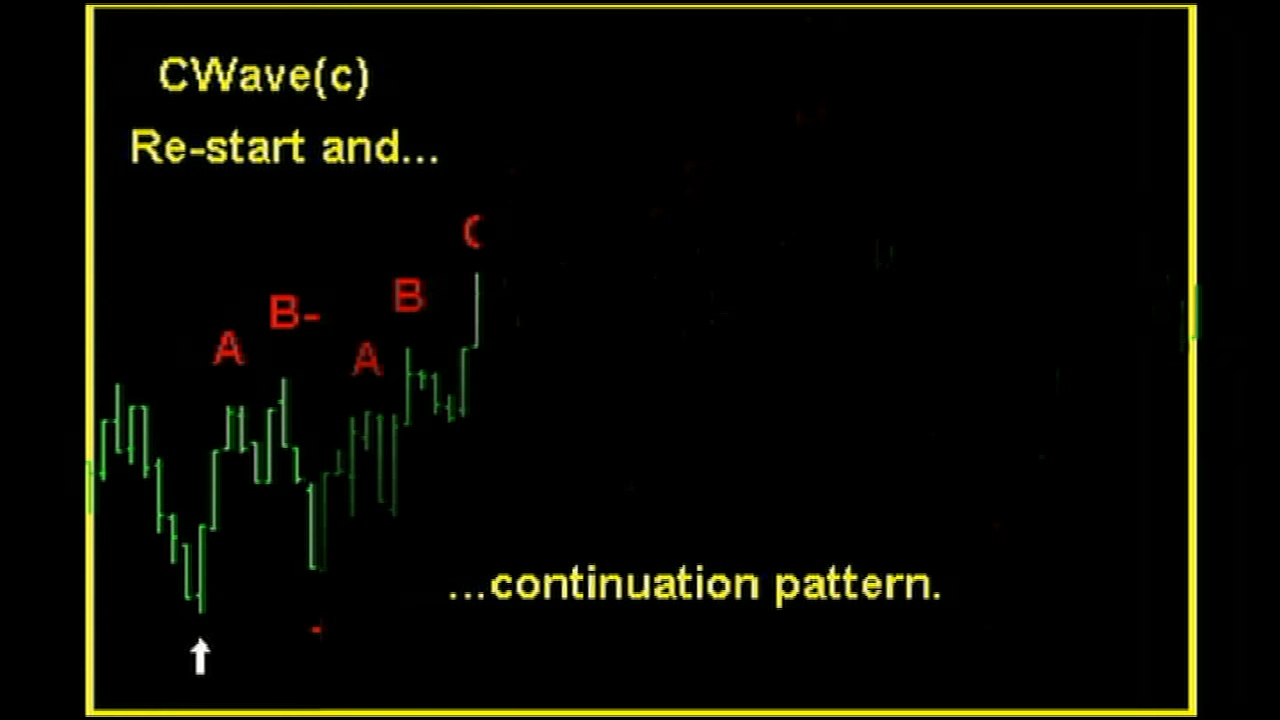 CWave(c)
Re-start and...
C
B
B-
A
A
...continuation pattern.
-